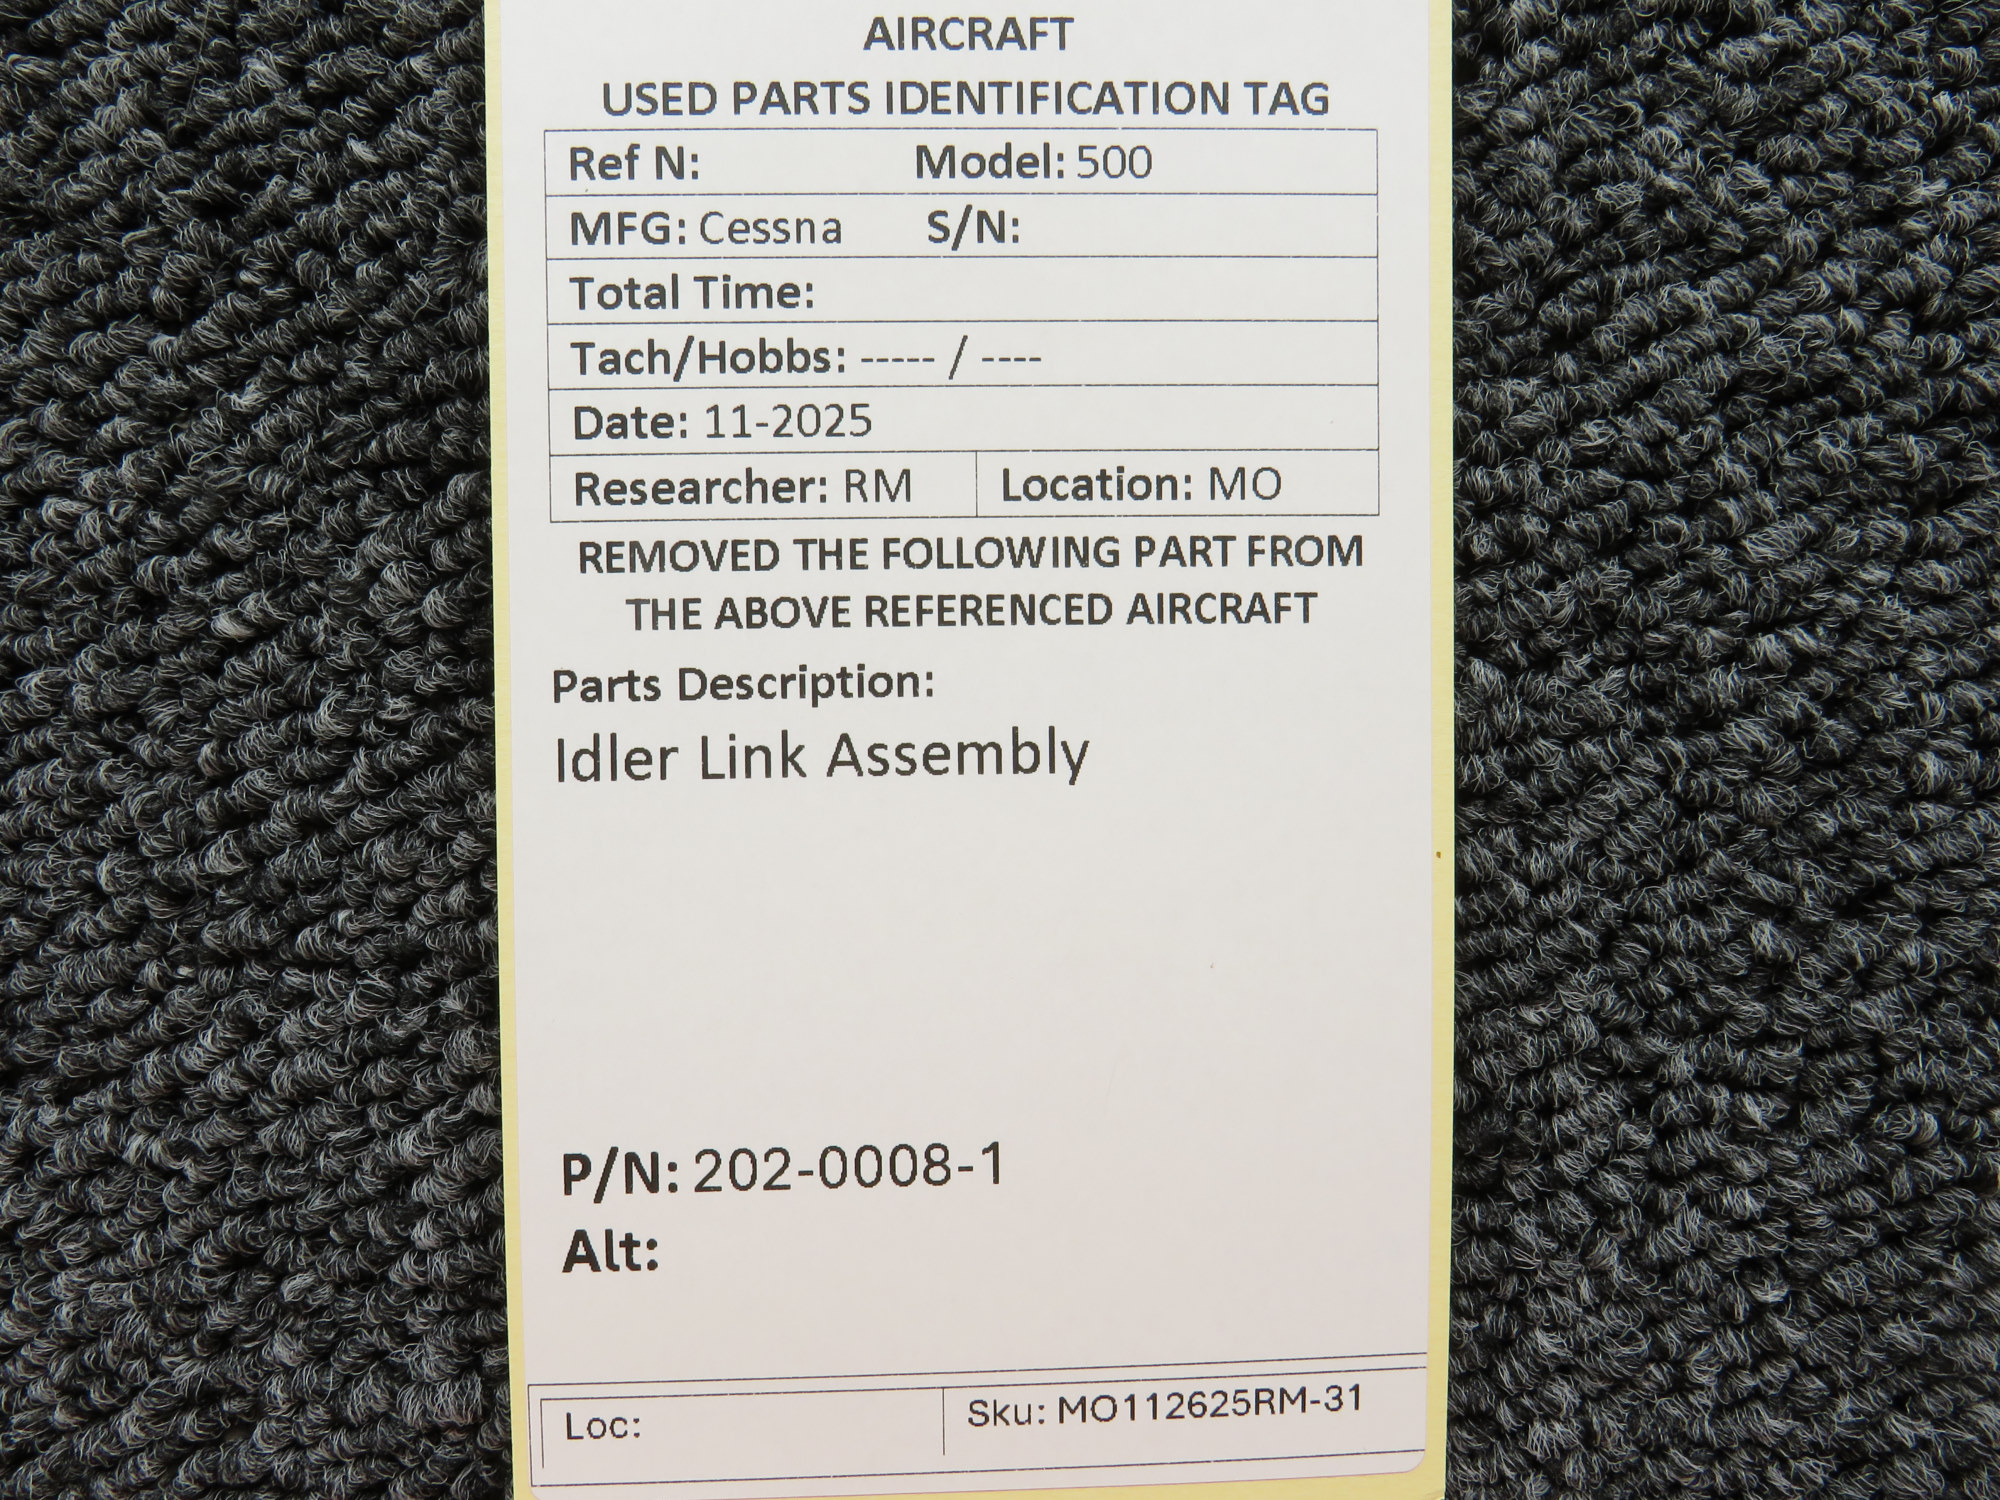 AIRCRAFT
USED PARTS IDENTIFICATION TAG
Ref N: Model: 500
MFG: Cessna S/N:
Total Time:
Tach/Hobbs: ----- / ----
Date: 11-2025
Researcher: RM Location: MO
REMOVED THE FOLLOWING PART FROM
THE ABOVE REFERENCED AIRCRAFT
Parts Description:
Idler Link Assembly
P/N: 202-0008-1
Alt:
Loc: Sku: MO112625RM-31